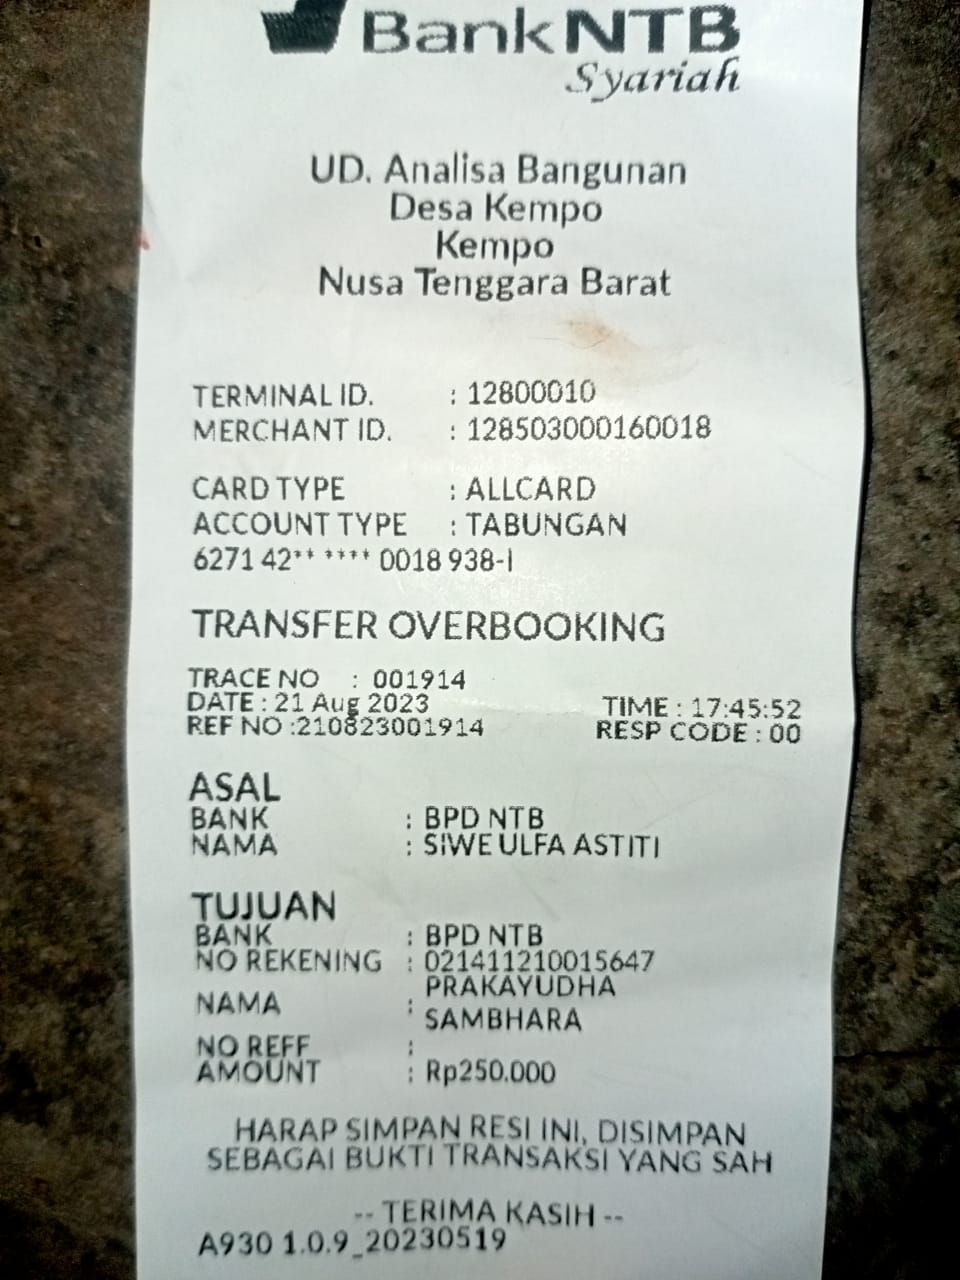 BankNTB
Syariah
UD. Analisa Bangunan
Desa Kempo
Kempo
Nusa Tenggara Barat
TERMINAL ID. : 12800010
MERCHANT ID. : 128503000160018
CARD TYPE : ALLCARD
ACCOUNT TYPE : TABUNGAN
6271 42** **** 0018 938-I
TRANSFER OVERBOOKING
TRACE NO : 001914
DATE : 21 Aug 2023 TIME : 17:45:52
REF NO :210823001914 RESP CODE : 00
ASAL
BANK : BPD NTB
NAMA : SIWE ULFA ASTITI
TUJUAN
BANK : BPD NTB
NO REKENING : 021411210015647
NAMA : PRAKAYUDHA
SAMBHARA
NO REFF :
AMOUNT : Rp250.000
HARAP SIMPAN RESI INI, DISIMPAN
SEBAGAI BUKTI TRANSAKSI YANG SAH
-- TERIMA KASIH --
A930 1.0.9_20230519